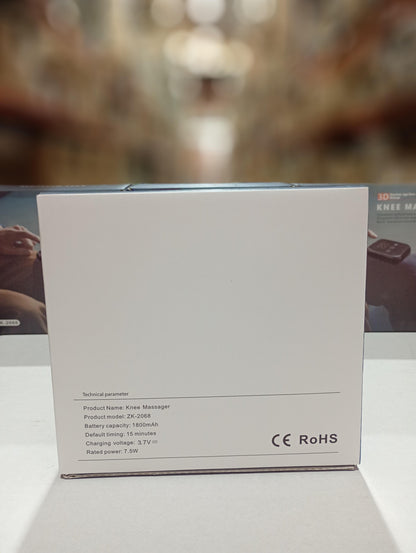 3D
KNEE MA
Technical parameter
Product Name: Knee Massager
Product model: ZK-2068
Battery capacity: 1800mAh
Default timing: 15 minutes
Charging voltage: 3.7V
Rated power: 7.5W
CE RoHS